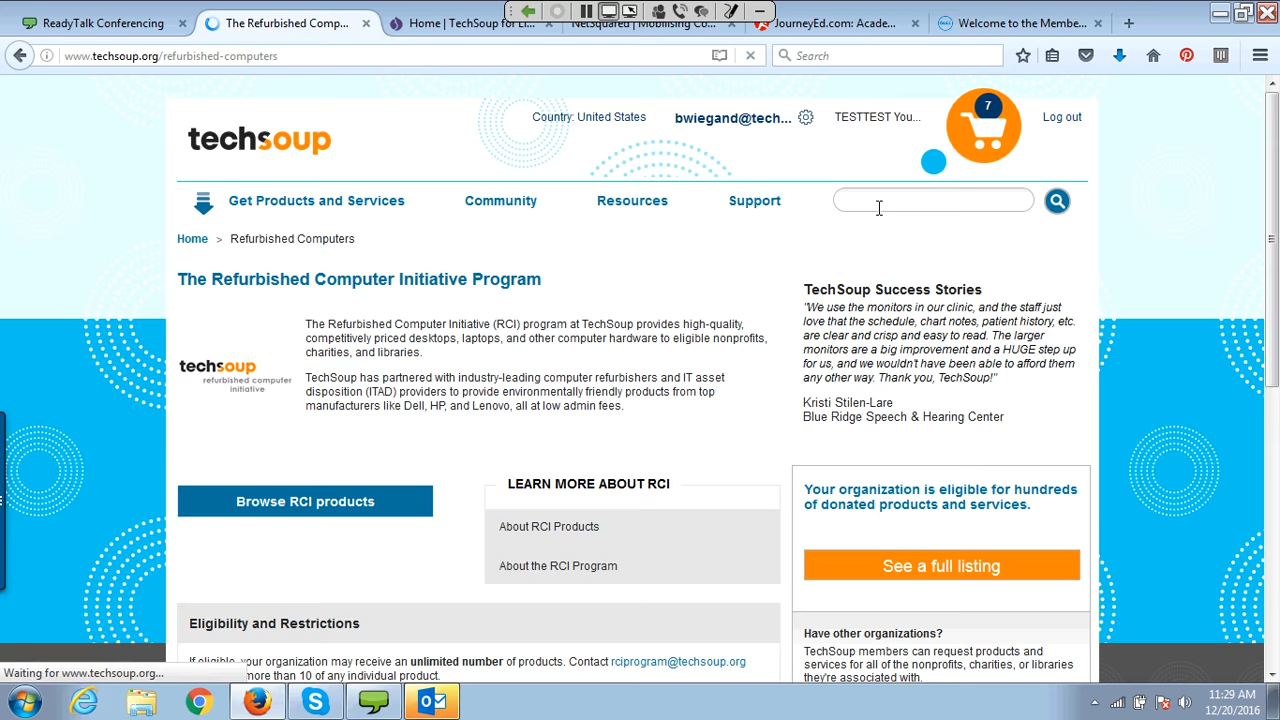 ReadyTalk Conferencing
The Refurbished Comp...
Home | TechSoup for Li...
NetSquared | Mobilising Co...
JourneyEd.com: Acade...
Welcome to the Membe...
www.techsoup.org/refurbished-computers
Search
techsoup
Country: United States
bwiegand@tech...
TESTTEST You...
7
Log out
Get Products and Services
Community
Resources
Support
Home > Refurbished Computers
The Refurbished Computer Initiative Program
techsoup
refurbished computer
initiative
The Refurbished Computer Initiative (RCI) program at TechSoup provides high-quality,
competitively priced desktops, laptops, and other computer hardware to eligible nonprofits,
charities, and libraries.
TechSoup has partnered with industry-leading computer refurbishers and IT asset
disposition (ITAD) providers to provide environmentally friendly products from top
manufacturers like Dell, HP, and Lenovo, all at low admin fees.
TechSoup Success Stories
"We use the monitors in our clinic, and the staff just
love that the schedule, chart notes, patient history, etc.
are clear and crisp and easy to read. The larger
monitors are a big improvement and a HUGE step up
for us, and we wouldn't have been able to afford them
any other way. Thank you, TechSoup!"
Kristi Stilen-Lare
Blue Ridge Speech & Hearing Center
Browse RCI products
LEARN MORE ABOUT RCI
About RCI Products
About the RCI Program
Your organization is eligible for hundreds
of donated products and services.
See a full listing
Eligibility and Restrictions
If eligible, your organization may receive an unlimited number of products. Contact rciprogram@techsoup.org
more than 10 of any individual product.
Have other organizations?
TechSoup members can request products and
services for all of the nonprofits, charities, or libraries
they're associated with.
Waiting for www.techsoup.org...
11:29 AM
12/20/2016